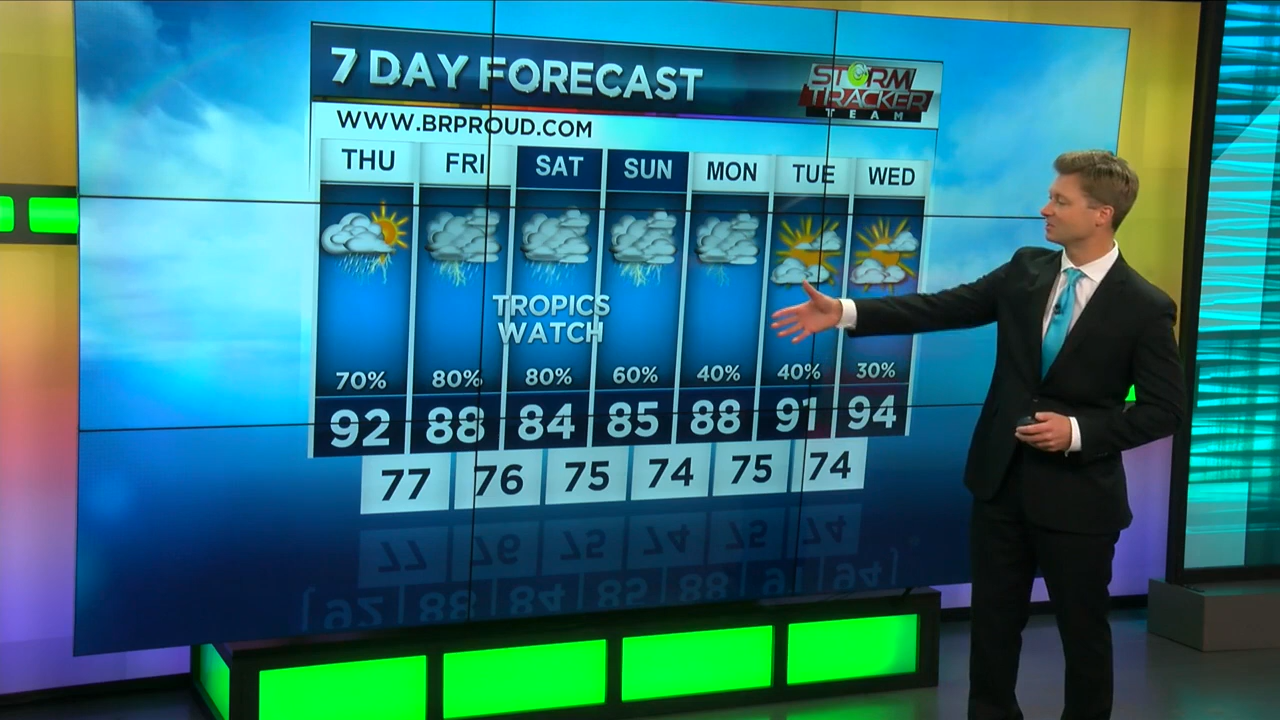 7 DAY FORECAST
STORM
TRACKER
TEAM
WWW.BRPROUD.COM
THU FRI SAT SUN MON TUE WED
TROPICS
WATCH
70% 80% 80% 60% 40% 40% 30%
92 88 84 85 88 91 94
77 76 75 74 75 74